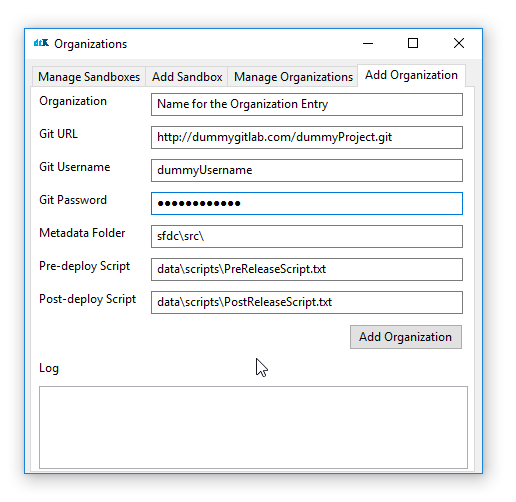 dtK Organizations
Manage Sandboxes Add Sandbox Manage Organizations Add Organization
Organization Name for the Organization Entry
Git URL http://dummygitlab.com/dummyProject.git
Git Username dummyUsername
Git Password ●●●●●●●●●●●●
Metadata Folder sfdc\src\
Pre-deploy Script data\scripts\PreReleaseScript.txt
Post-deploy Script data\scripts\PostReleaseScript.txt
Add Organization
Log